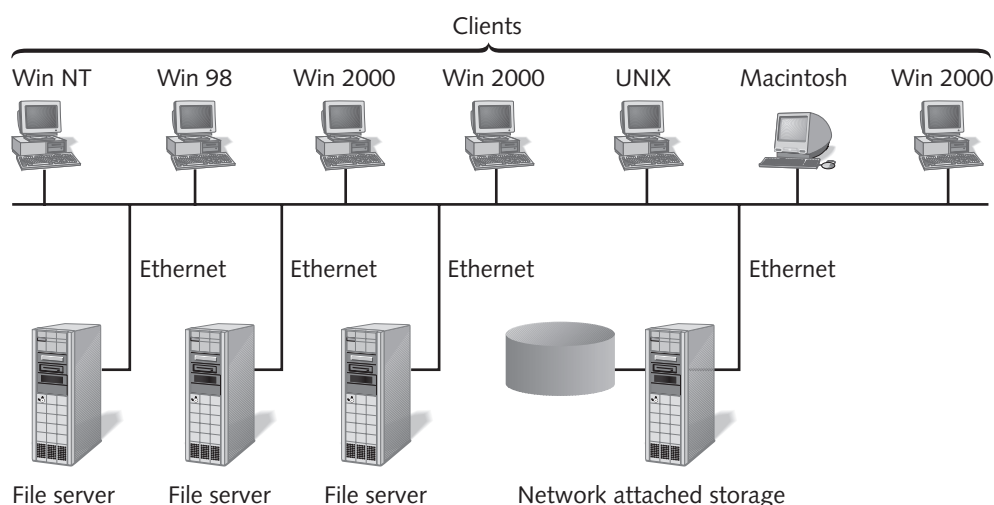 Clients
Win NT Win 98 Win 2000 Win 2000 UNIX Macintosh Win 2000
Ethernet Ethernet Ethernet Ethernet
File server File server File server Network attached storage